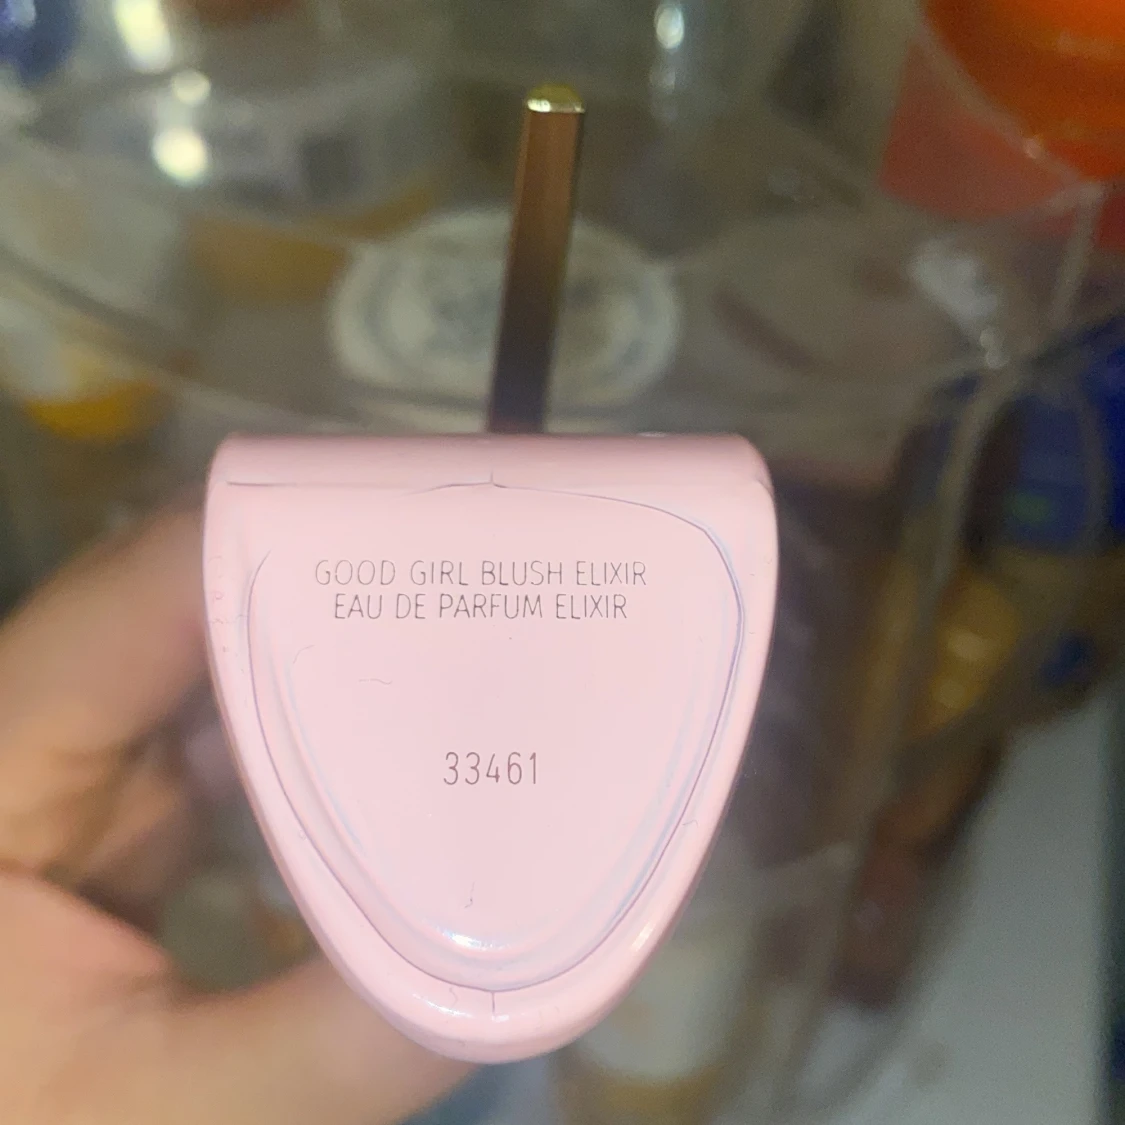 GOOD GIRL BLUSH ELIXIR
EAU DE PARFUM ELIXIR
33461